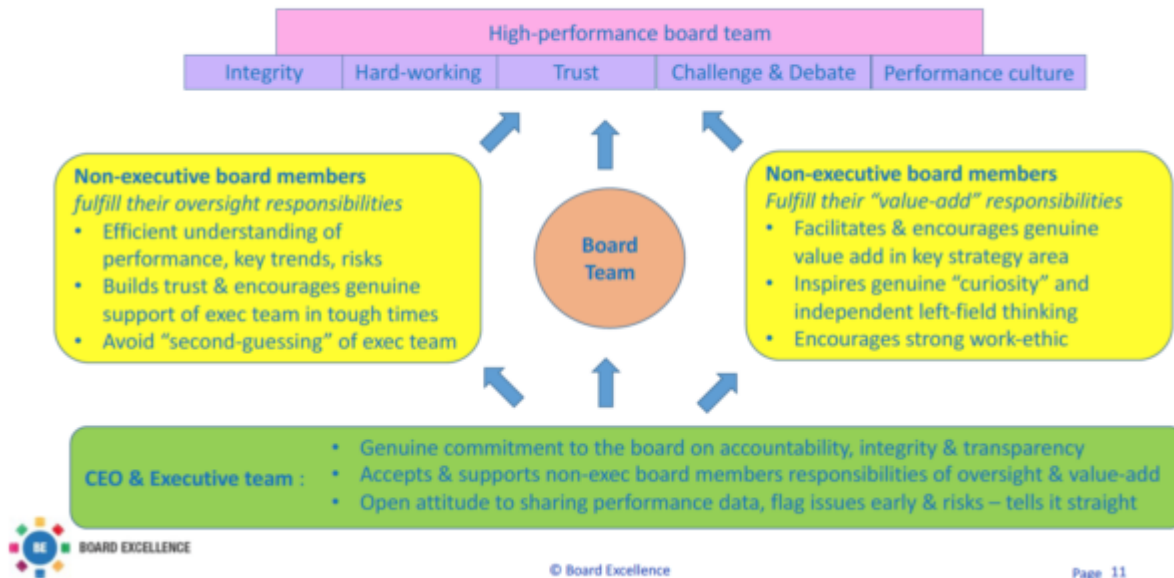 High-performance board team
Integrity
Hard-working
Trust
Challenge & Debate
Performance culture
Non-executive board members
fulfill their oversight responsibilities
• Efficient understanding of
performance, key trends, risks
• Builds trust & encourages genuine
support of exec team in tough times
• Avoid “second-guessing” of exec team
Board
Team
Non-executive board members
Fulfill their “value-add” responsibilities
• Facilitates & encourages genuine
value add in key strategy area
• Inspires genuine “curiosity” and
independent left-field thinking
• Encourages strong work-ethic
CEO & Executive team :
• Genuine commitment to the board on accountability, integrity & transparency
• Accepts & supports non-exec board members responsibilities of oversight & value-add
• Open attitude to sharing performance data, flag issues early & risks – tells it straight
BE
BOARD EXCELLENCE
© Board Excellence
Page 11